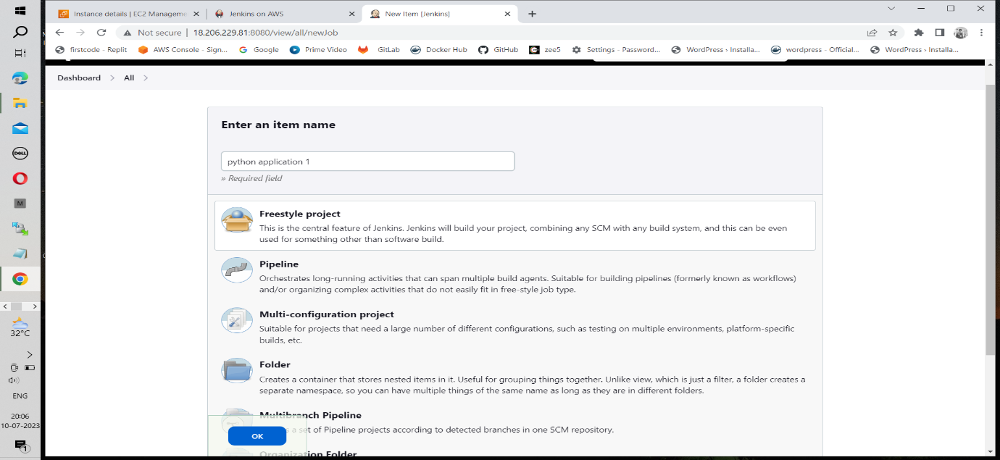 Instance details | EC2 Manageme
Jenkins on AWS
New Item [Jenkins]
Not secure | 18.206.229.81:8080/view/all/newJob
firstcode - Replit
AWS Console - Sign...
Google
Prime Video
GitLab
Docker Hub
GitHub
zee5
Settings - Password...
WordPress › Installa...
wordpress - Official...
WordPress › Installa...
Dashboard > All >
Enter an item name
python application 1
» Required field
Freestyle project
This is the central feature of Jenkins. Jenkins will build your project, combining any SCM with any build system, and this can be even
used for something other than software build.
Pipeline
Orchestrates long-running activities that can span multiple build agents. Suitable for building pipelines (formerly known as workflows)
and/or organizing complex activities that do not easily fit in free-style job type.
Multi-configuration project
Suitable for projects that need a large number of different configurations, such as testing on multiple environments, platform-specific
builds, etc.
Folder
Creates a container that stores nested items in it. Useful for grouping things together. Unlike view, which is just a filter, a folder creates a
separate namespace, so you can have multiple things of the same name as long as they are in different folders.
Multibranch Pipeline
a set of Pipeline projects according to detected branches in one SCM repository.
OK
Organization Folder
DELL
M
32°C
ENG
20:06
10-07-2023
1